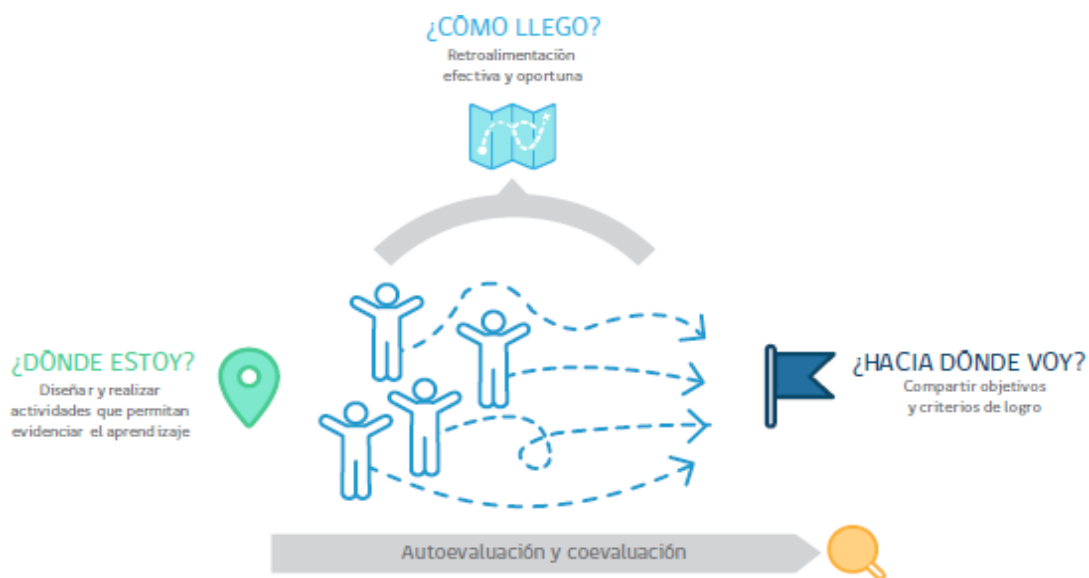 ¿CÓMO LLEGO?
Retroalimentación
efectiva y oportuna
¿DÓNDE ESTOY?
Diseñar y realizar
actividades que permitan
evidenciar el aprendizaje
¿HACIA DÓNDE VOY?
Compartir objetivos
y criterios de logro
Autoevaluación y coevaluación